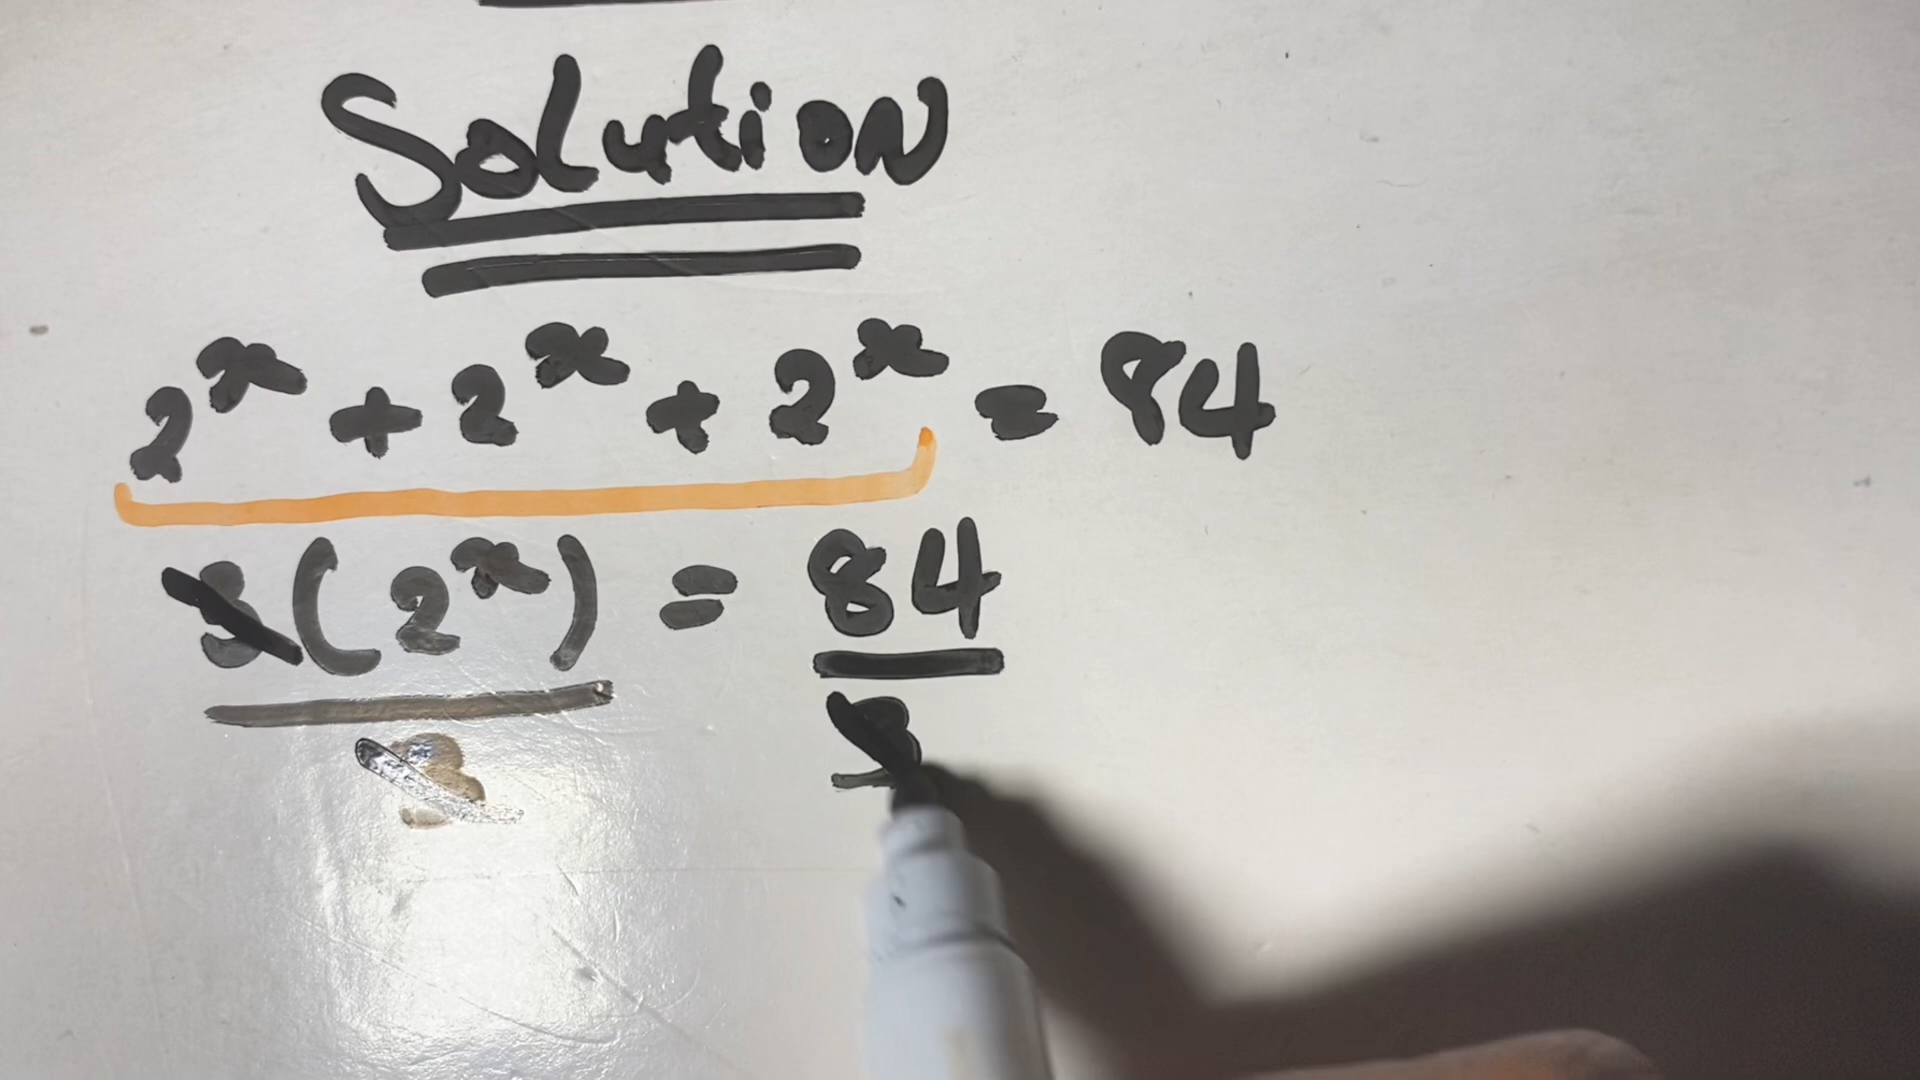 Solution
2^x + 2^x + 2^x = 84
3(2^x) = 84
3 3